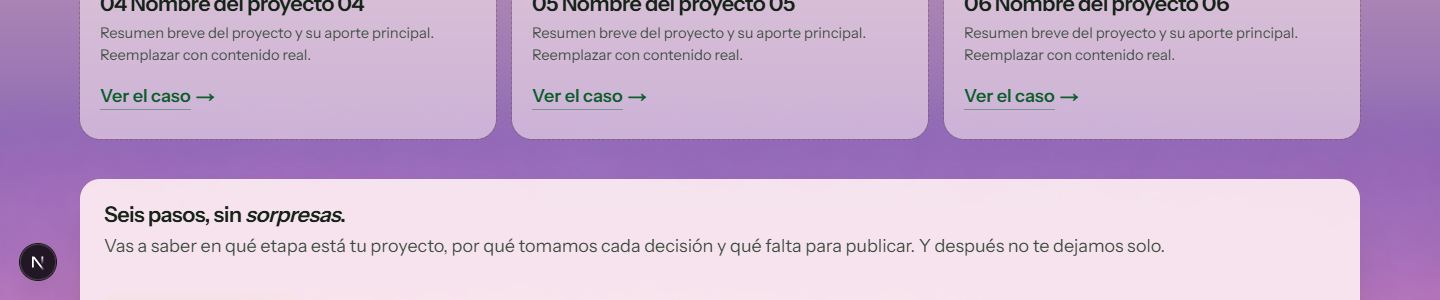 04 Nombre del proyecto 04
Resumen breve del proyecto y su aporte principal.
Reemplazar con contenido real.
Ver el caso →
05 Nombre del proyecto 05
Resumen breve del proyecto y su aporte principal.
Reemplazar con contenido real.
Ver el caso →
06 Nombre del proyecto 06
Resumen breve del proyecto y su aporte principal.
Reemplazar con contenido real.
Ver el caso →
Seis pasos, sin sorpresas.
Vas a saber en qué etapa está tu proyecto, por qué tomamos cada decisión y qué falta para publicar. Y después no te dejamos solo.
N